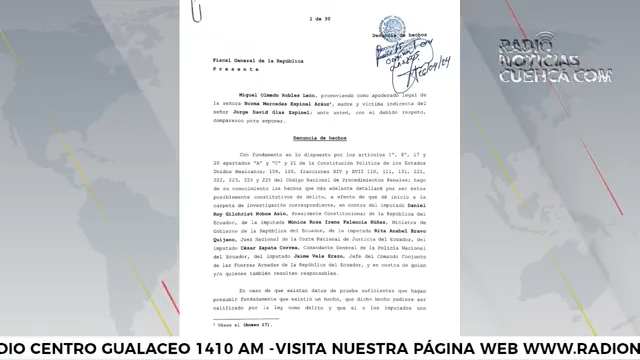 1 de 30
Denuncia de hechos
Fiscal General de la República
P r e s e n t e
Miguel Olmedo Robles León, promoviendo como apoderado legal de
la señora Norma Mercedes Espinel Aráuz¹, madre y víctima indirecta del
señor Jorge David Glas Espinel; ante usted, con el debido respeto,
comparezco para exponer.
Denuncia de hechos
Con fundamento en lo dispuesto por los artículos 1°, 8°, 17 y
20 apartados "A" y "C" y 21 de la Constitución Política de los Estados
Unidos Mexicanos; 108, 109, fracciones XIV y XVII 110, 111, 131, 221,
222, 223, 224 y 225 del Código Nacional de Procedimientos Penales; hago
de su conocimiento los hechos que más adelante detallaré por ser éstos
posiblemente constitutivos de delito, a efecto de que dé inicio a la
carpeta de investigación correspondiente, en contra del imputado Daniel
Roy Gilchrist Noboa Azín, Presidente Constitucional de la República del
Ecuador, de la imputada Mónica Rosa Irene Palencia Núñez, Ministra de
Gobierno de la República del Ecuador, de la imputada Rita Anabel Bravo
Quijano, Juez Nacional de la Corte Nacional de Justicia del Ecuador, del
imputado César Zapata Correa, Comandante General de la Policía Nacional
del Ecuador, del imputado Jaime Vela Erazo, Jefe del Comando Conjunto
de las Fuerzas Armadas de la República del Ecuador, y en contra de quien
y/o quienes también resultan responsables.
En caso de que existan datos de prueba suficientes que hagan
presumir fundadamente que existió un hecho, que dicho hecho pudiese ser
calificado por la ley como delito y que el o los imputados son
¹ Véase el (Anexo 17).
RADIO
NOTICIAS
CUENCA.COM
DIO CENTRO GUALACEO 1410 AM -VISITA NUESTRA PÁGINA WEB WWW.RADION